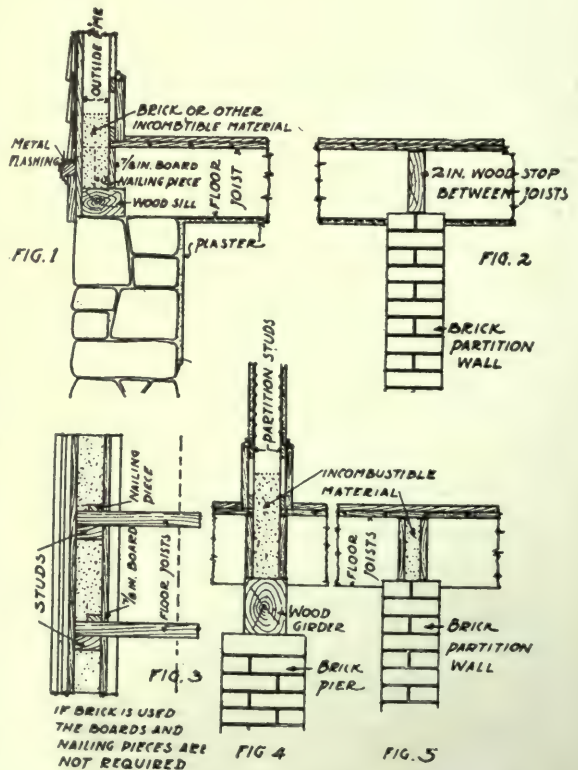 OUTSIDE
BRICK OR OTHER
INCOMBTIBLE MATERIAL
METAL
FLASHING
7/8 IN. BOARD
NAILING PIECE
WOOD SILL
FLOOR
JOIST
PLASTER
FIG. 1
2 IN. WOOD STOP
BETWEEN
JOISTS
FIG. 2
BRICK
PARTITION
WALL
NAILING
PIECE
STUDS
7/8 IN. BOARD
FLOOR JOISTS
FIG. 3
IF BRICK IS USED
THE BOARDS AND
NAILING PIECES ARE
NOT REQUIRED
PARTITION STUDS
INCOMBUSTIBLE
MATERIAL
WOOD
GIRDER
BRICK
PIER
FIG 4
FLOOR
JOISTS
BRICK
PARTITION
WALL
FIG. 5